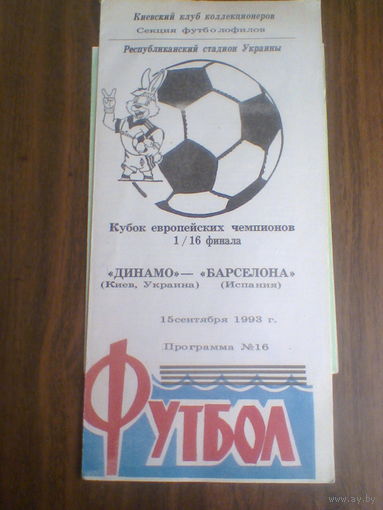 Киевский клуб коллекционеров
Секция футболофилов
Республиканский стадион Украины
Кубок европейских чемпионов
1/16 финала
«ДИНАМО»— «БАРСЕЛОНА»
(Киев, Украина) (Испания)
15сентября 1993 г.
Программа №16
ФУТБОЛ
www.ay.by